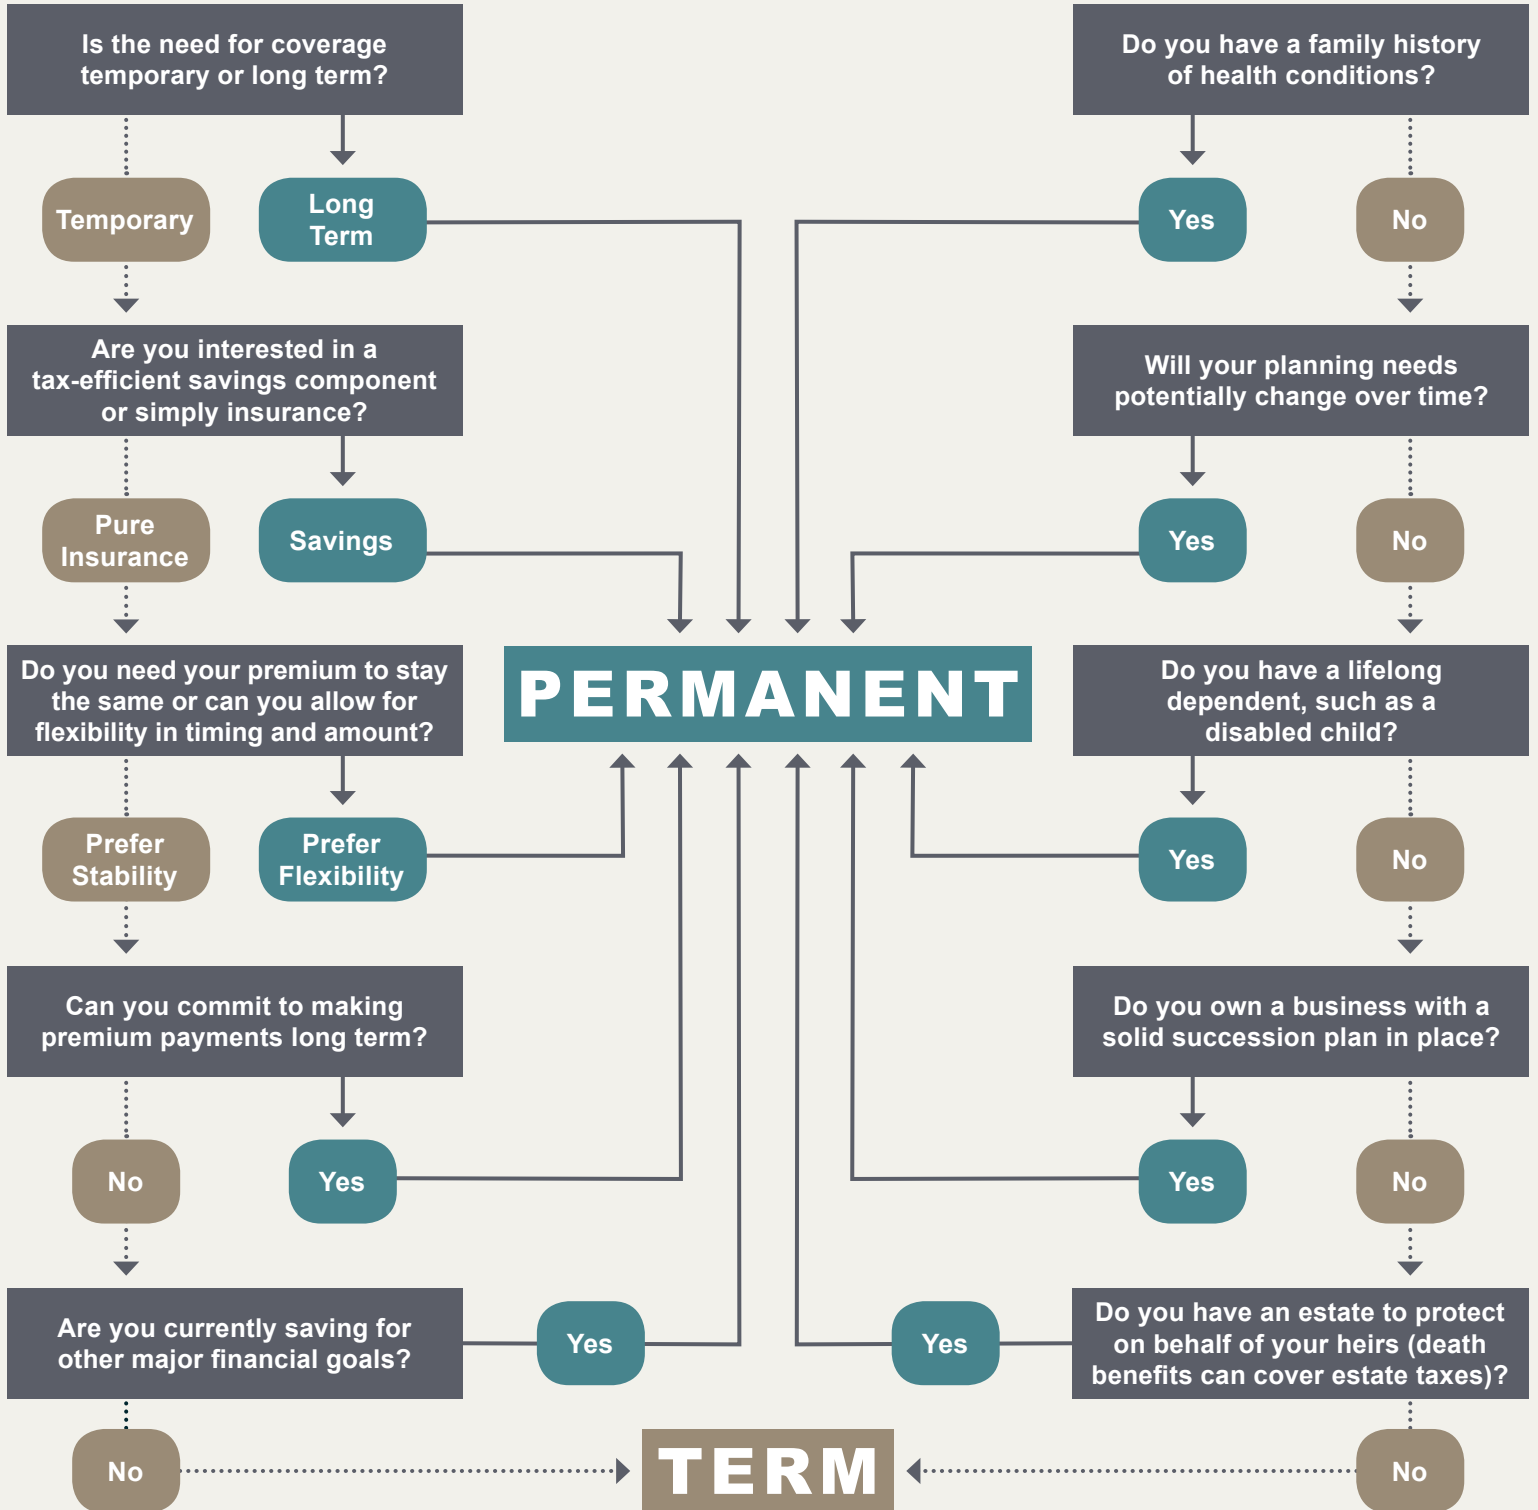 Is the need for coverage
temporary or long term?
Temporary
Long
Term
Are you interested in a
tax-efficient savings component
or simply insurance?
Pure
Insurance
Savings
Do you need your premium to stay
the same or can you allow for
flexibility in timing and amount?
Prefer
Stability
Prefer
Flexibility
Can you commit to making
premium payments long term?
No
Yes
Are you currently saving for
other major financial goals?
Yes
No
PERMANENT
TERM
Do you have a family history
of health conditions?
Yes
No
Will your planning needs
potentially change over time?
Yes
No
Do you have a lifelong
dependent, such as a
disabled child?
Yes
No
Do you own a business with a
solid succession plan in place?
Yes
No
Do you have an estate to protect
on behalf of your heirs (death
benefits can cover estate taxes)?
Yes
No